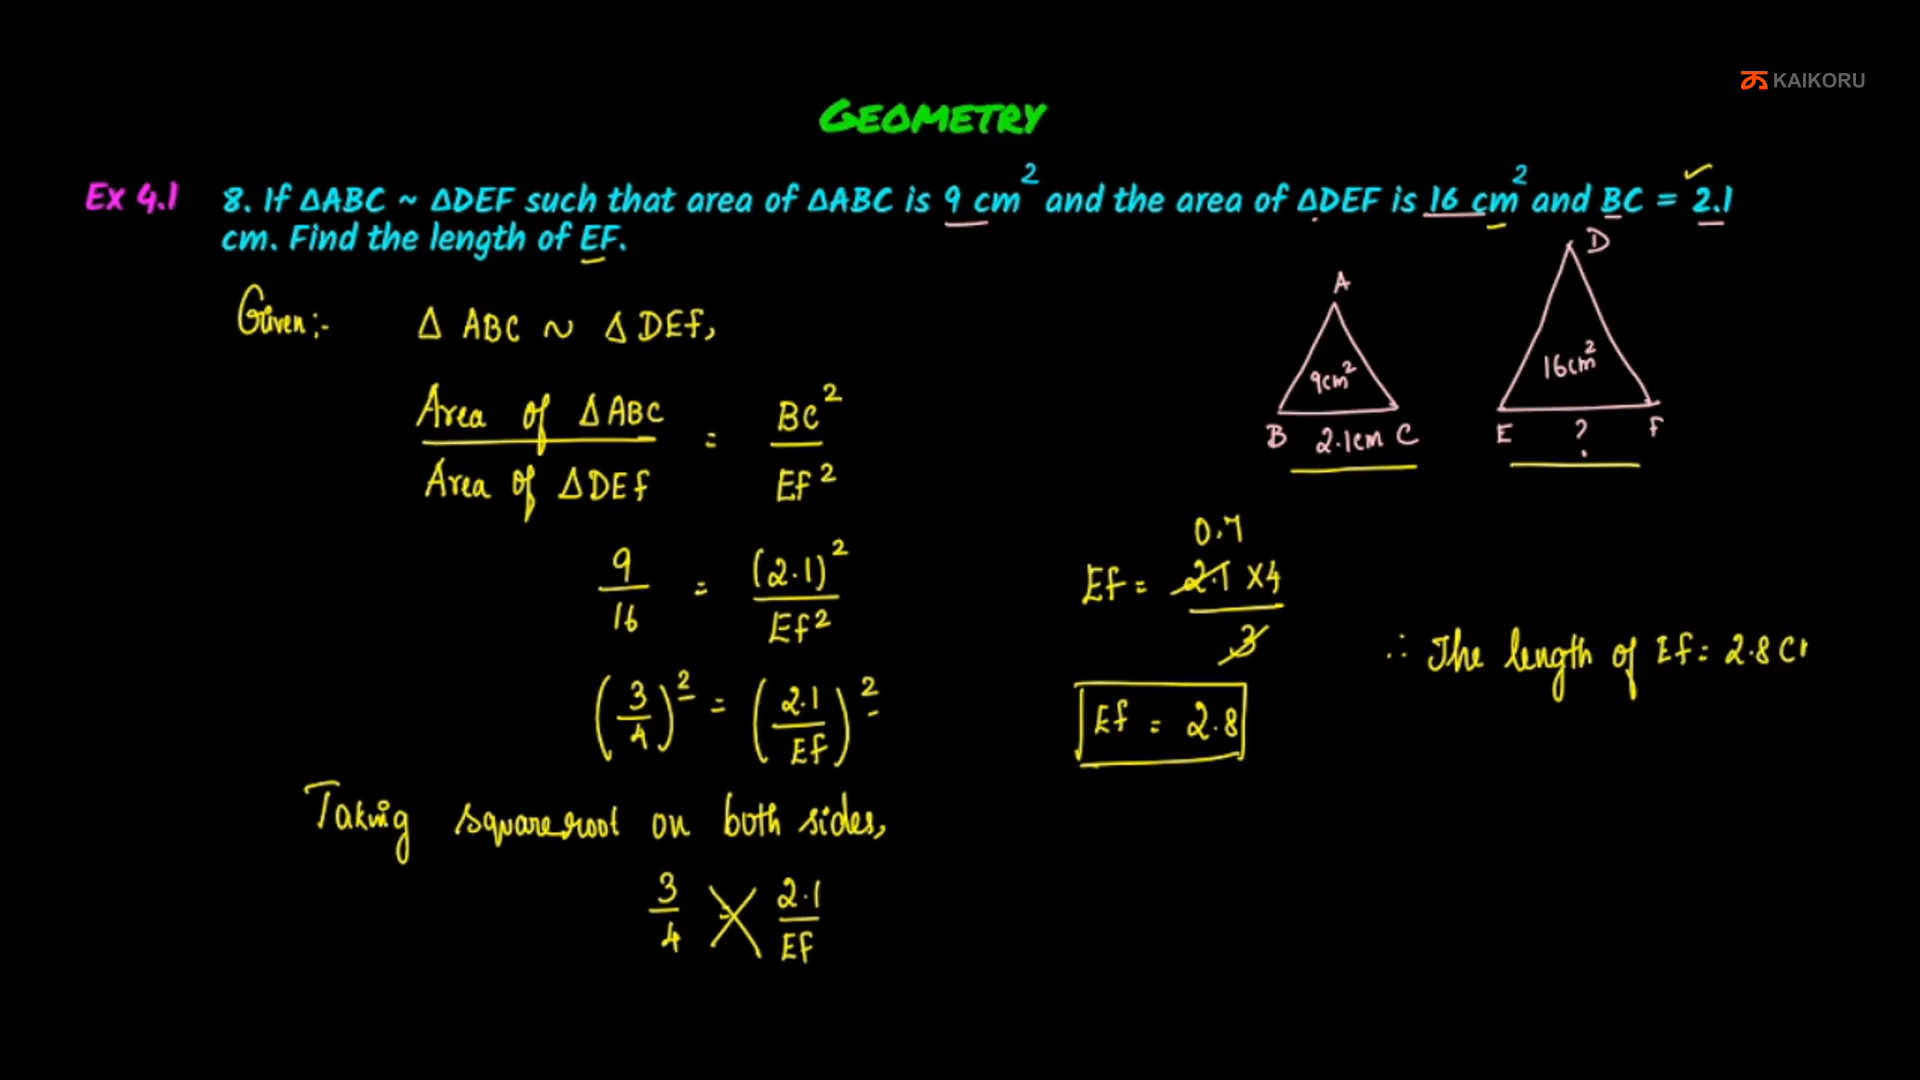 KAIKORU
GEOMETRY
Ex 4.1 8. If ΔABC ~ ΔDEF such that area of ΔABC is 9 cm² and the area of ΔDEF is 16 cm² and BC = 2.1
cm. Find the length of EF.
Given:- Δ ABC ~ Δ DEf,
Area of ΔABC / Area of ΔDEf = BC² / Ef²
9/16 = (2.1)² / Ef²
(3/4)² = (2.1/Ef)²
Taking squareroot on both sides,
3/4 = 2.1/Ef
A
9cm²
B 2.1cm C
D
16cm²
E ? F
0.7
Ef = 2.1 X4 / 3
Ef = 2.8
∴ The length of Ef = 2.8 c